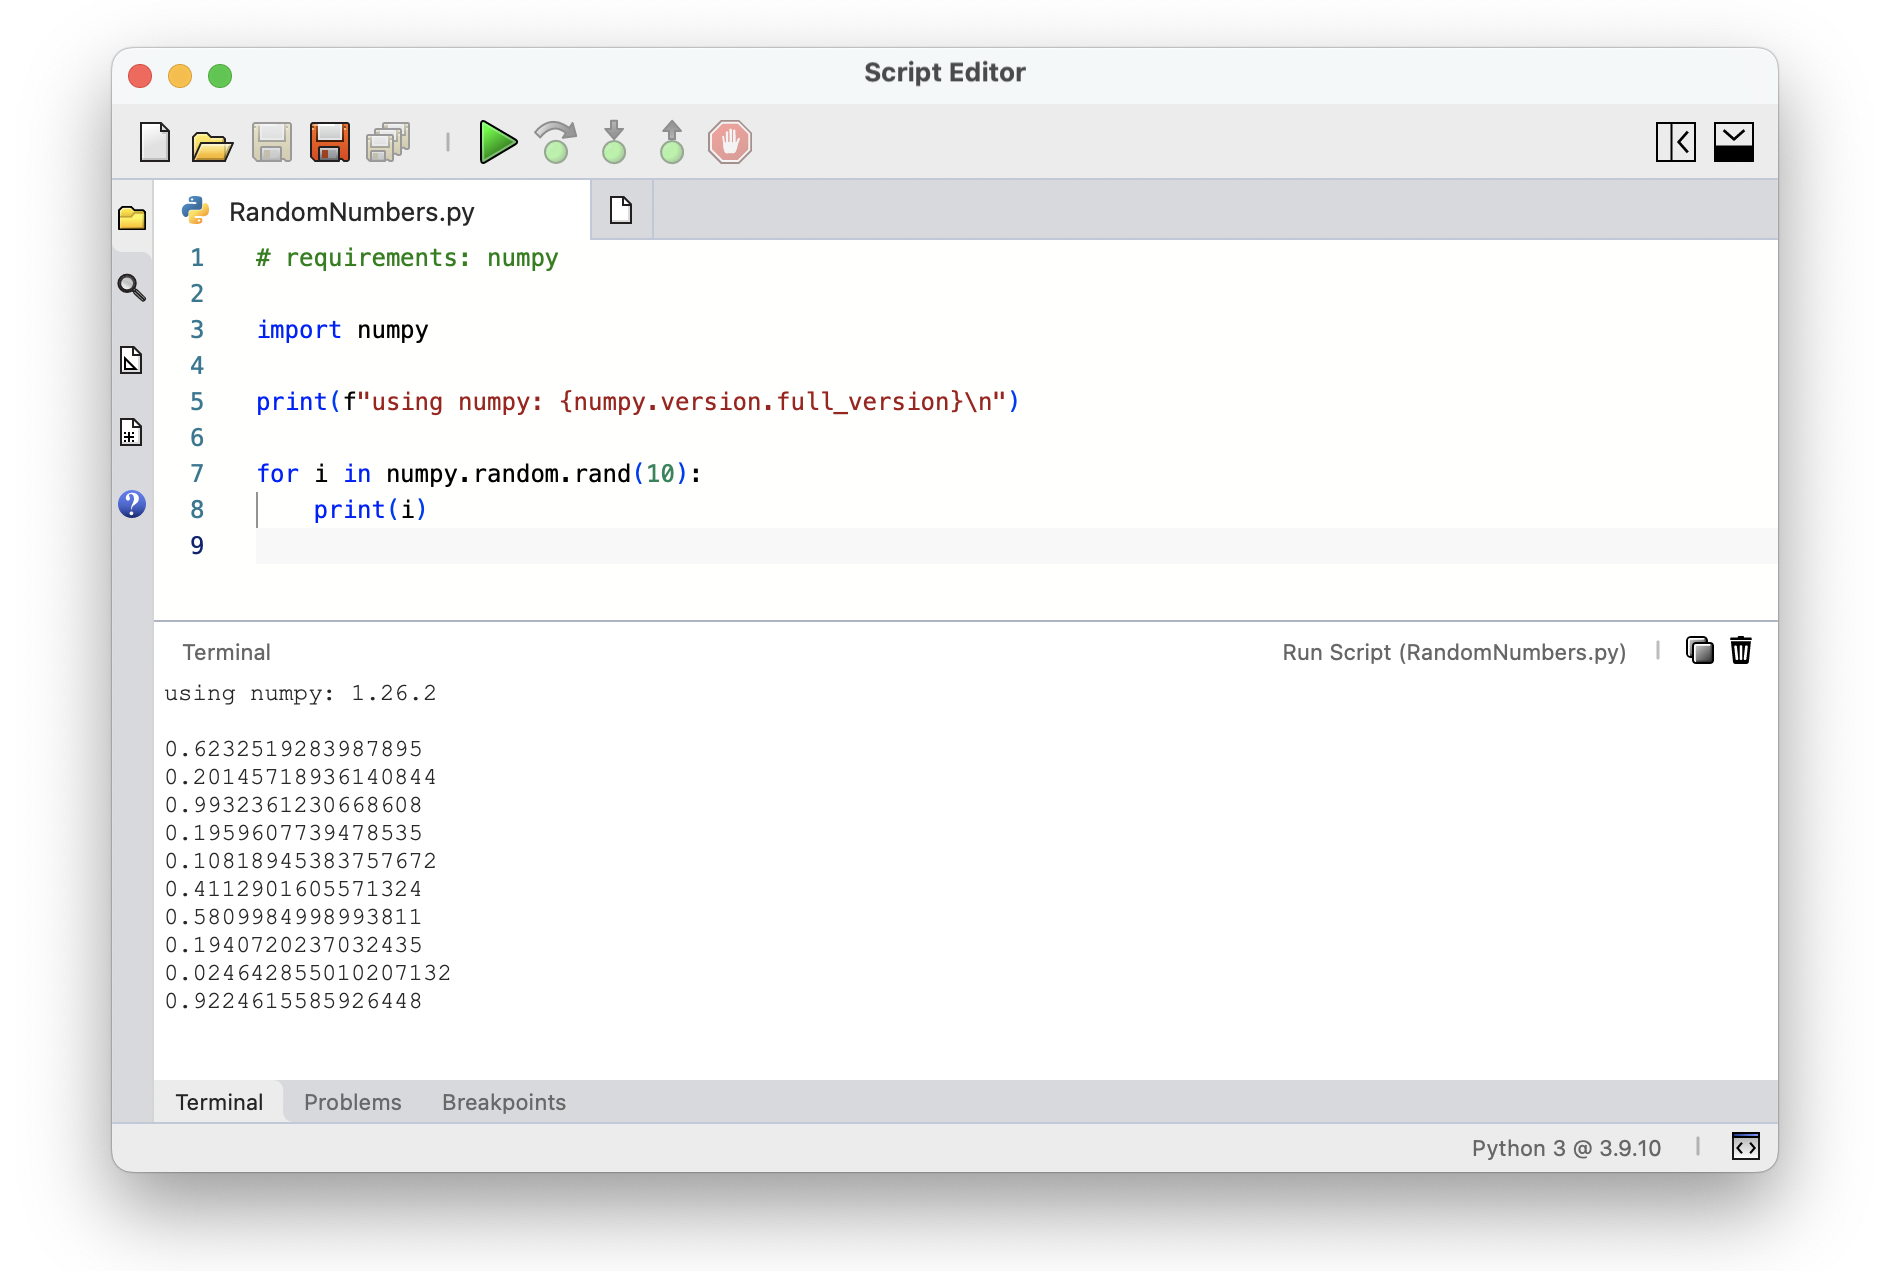 Script Editor
RandomNumbers.py
1 # requirements: numpy
2
3 import numpy
4
5 print(f"using numpy: {numpy.version.full_version}\n")
6
7 for i in numpy.random.rand(10):
8     print(i)
9
Terminal Run Script (RandomNumbers.py)
using numpy: 1.26.2
0.6232519283987895
0.20145718936140844
0.9932361230668608
0.1959607739478535
0.10818945383757672
0.4112901605571324
0.5809984998993811
0.1940720237032435
0.024642855010207132
0.9224615585926448
Terminal Problems Breakpoints
Python 3 @ 3.9.10